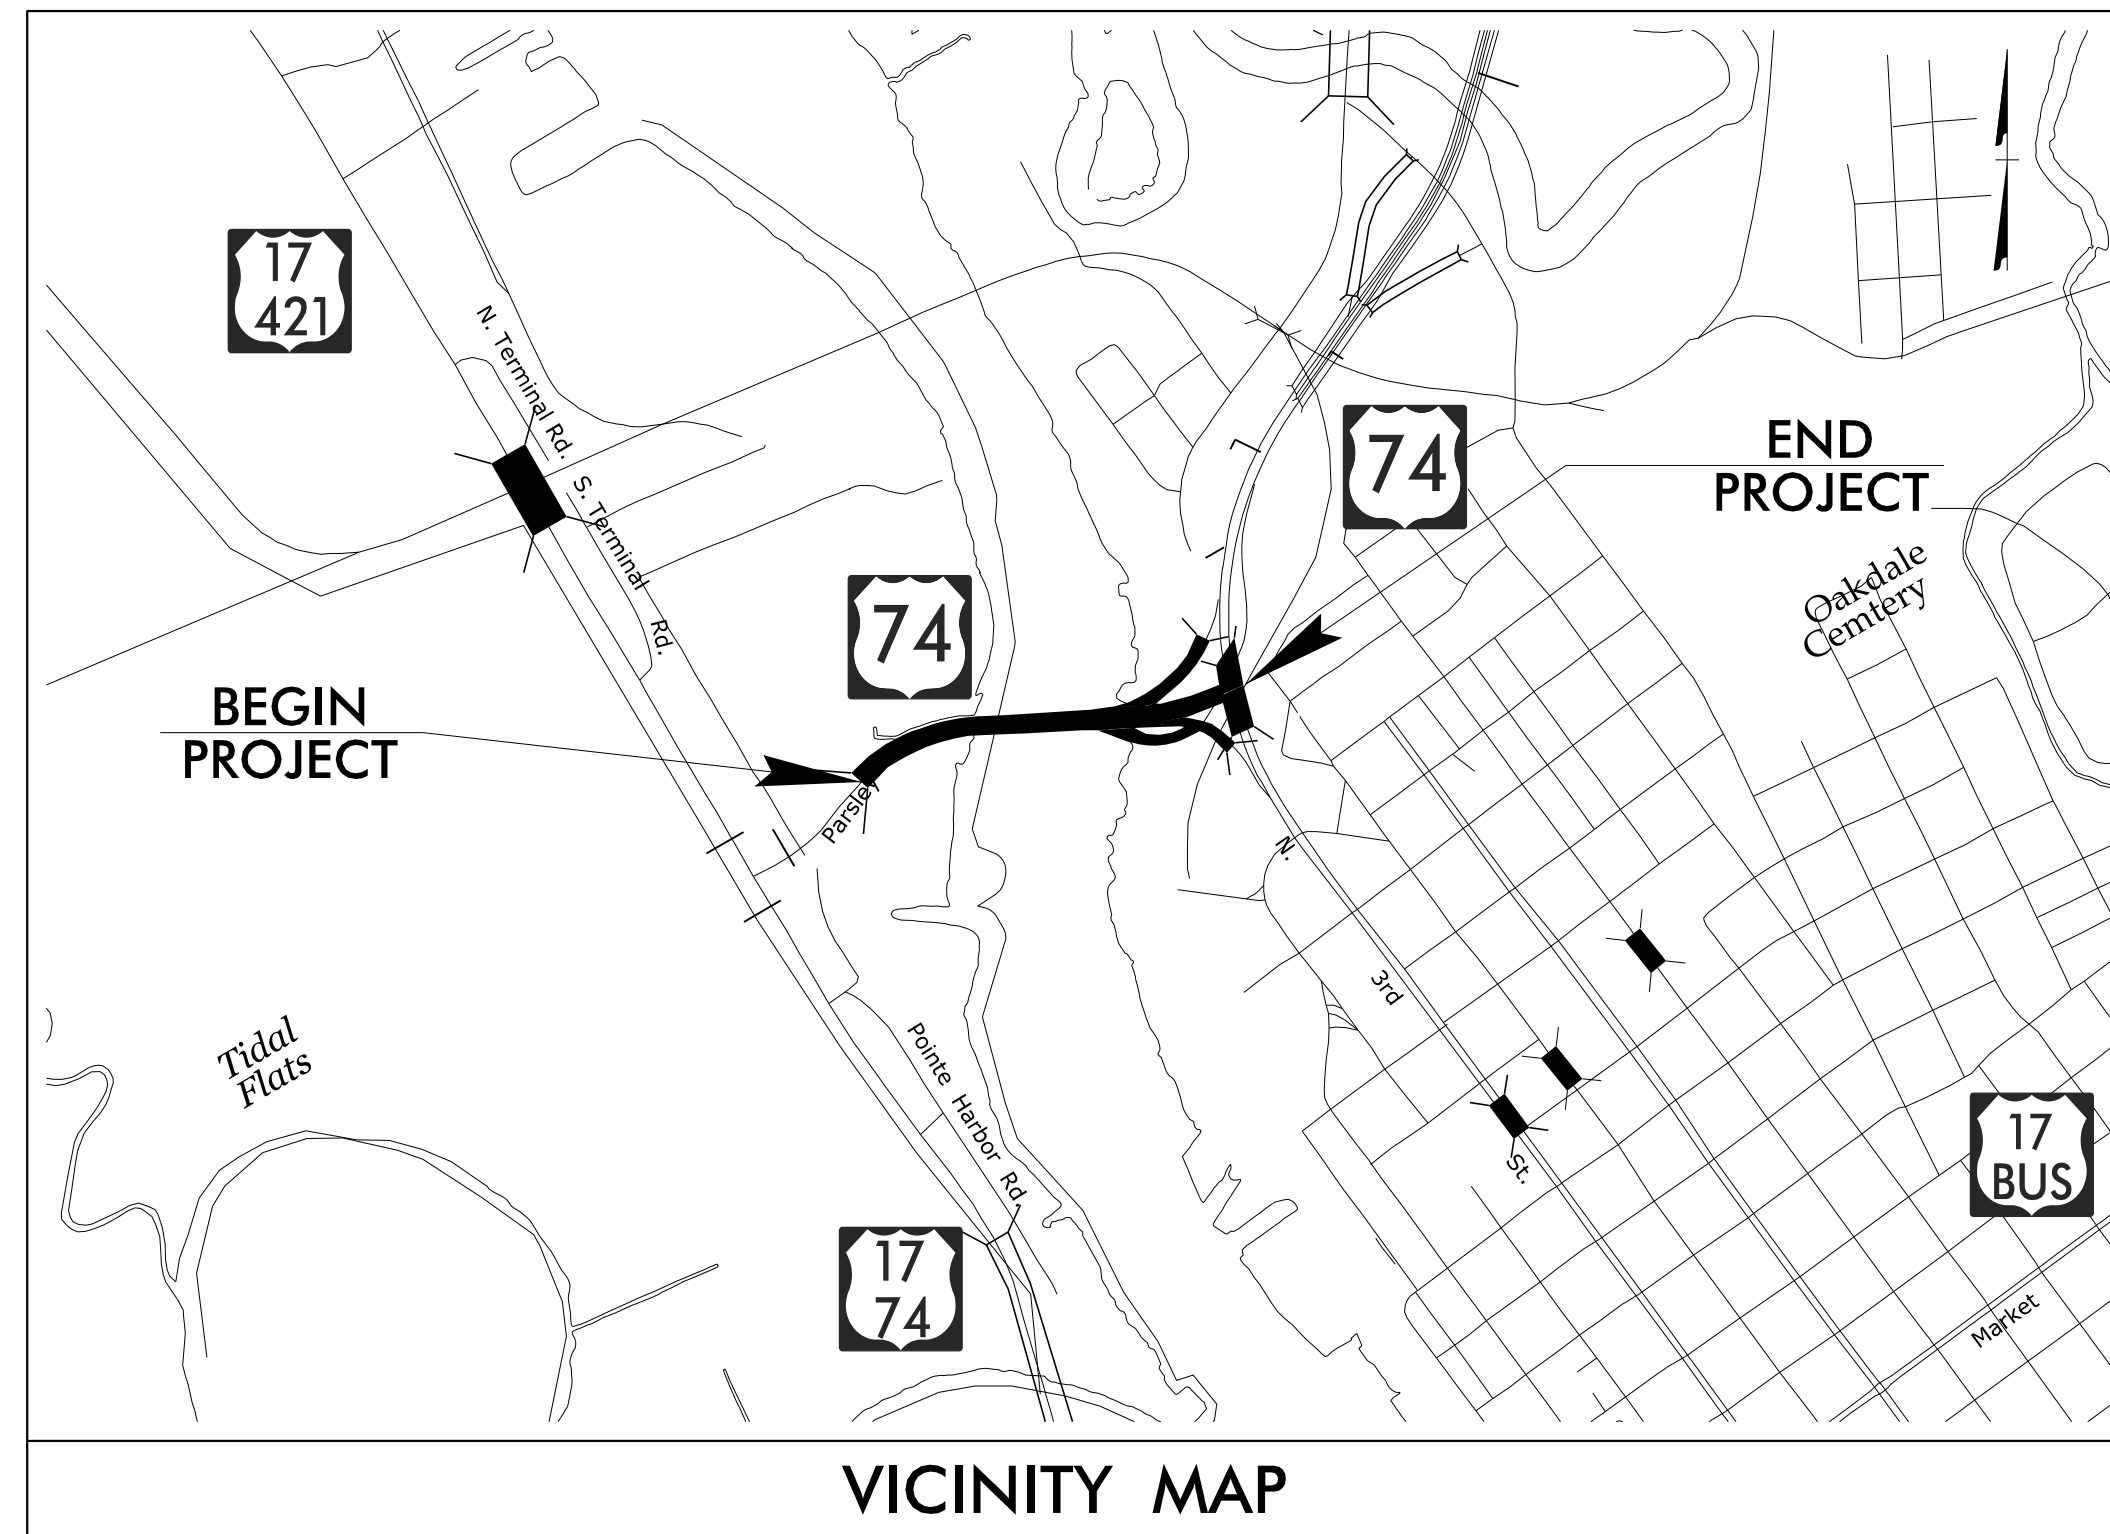 17
421
N. Terminal Rd.
74
END
PROJECT
S. Terminal
Rd.
Oakdale
Cemtery
74
BEGIN
PROJECT
Parsley
N.
3rd
St.
Tidal
Flats
Pointe Harbor Rd.
17
BUS
17
74
Market
VICINITY MAP